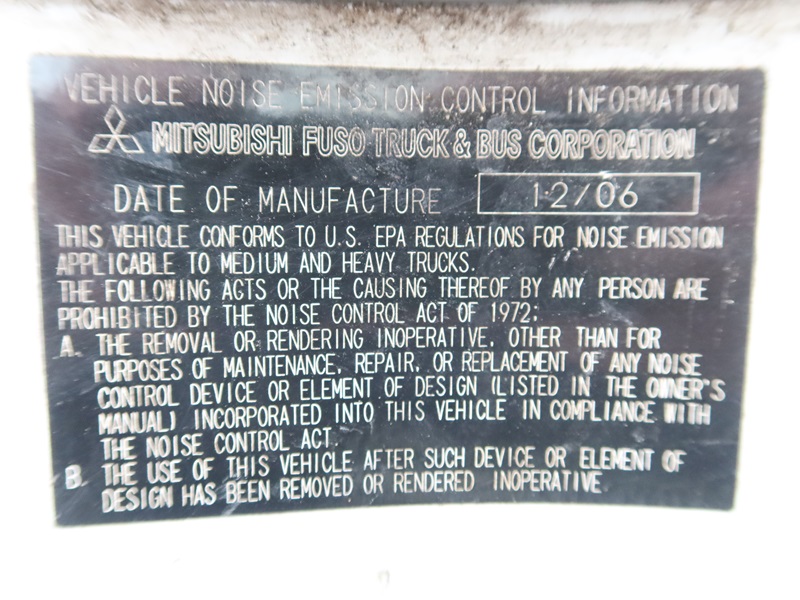 VEHICLE NOISE EMISSION CONTROL INFORMATION
MITSUBISHI FUSO TRUCK & BUS CORPORATION
DATE OF MANUFACTURE 12/06
THIS VEHICLE CONFORMS TO U.S. EPA REGULATIONS FOR NOISE EMISSION
APPLICABLE TO MEDIUM AND HEAVY TRUCKS.
THE FOLLOWING ACTS OR THE CAUSING THEREOF BY ANY PERSON ARE
PROHIBITED BY THE NOISE CONTROL ACT OF 1972:
A. THE REMOVAL OR RENDERING INOPERATIVE, OTHER THAN FOR
PURPOSES OF MAINTENANCE, REPAIR, OR REPLACEMENT OF ANY NOISE
CONTROL DEVICE OR ELEMENT OF DESIGN (LISTED IN THE OWNER'S
MANUAL) INCORPORATED INTO THIS VEHICLE IN COMPLIANCE WITH
THE NOISE CONTROL ACT.
B. THE USE OF THIS VEHICLE AFTER SUCH DEVICE OR ELEMENT OF
DESIGN HAS BEEN REMOVED OR RENDERED INOPERATIVE.